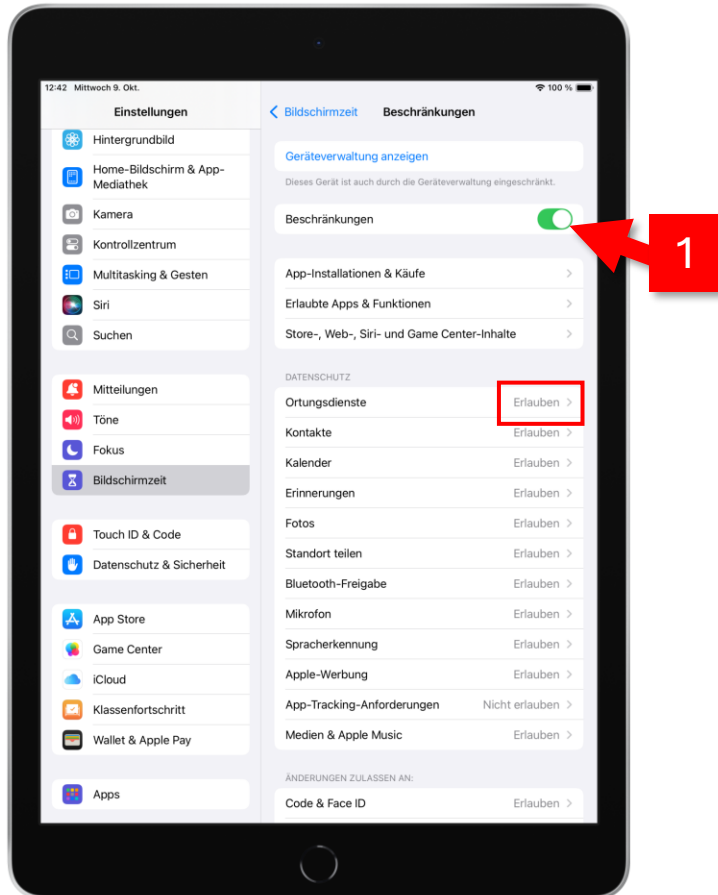 12:42 Mittwoch 9. Okt.
100 %
Einstellungen
Hintergrundbild
Home-Bildschirm & App-
Mediathek
Kamera
Kontrollzentrum
Multitasking & Gesten
Siri
Suchen
Mitteilungen
Töne
Fokus
Bildschirmzeit
Touch ID & Code
Datenschutz & Sicherheit
App Store
Game Center
iCloud
Klassenfortschritt
Wallet & Apple Pay
Apps
Bildschirmzeit Beschränkungen
Geräteverwaltung anzeigen
Dieses Gerät ist auch durch die Geräteverwaltung eingeschränkt.
Beschränkungen
1
App-Installationen & Käufe
Erlaubte Apps & Funktionen
Store-, Web-, Siri- und Game Center-Inhalte
DATENSCHUTZ
Ortungsdienste Erlauben
Kontakte Erlauben
Kalender Erlauben
Erinnerungen Erlauben
Fotos Erlauben
Standort teilen Erlauben
Bluetooth-Freigabe Erlauben
Mikrofon Erlauben
Spracherkennung Erlauben
Apple-Werbung Erlauben
App-Tracking-Anforderungen Nicht erlauben
Medien & Apple Music Erlauben
ÄNDERUNGEN ZULASSEN AN:
Code & Face ID Erlauben